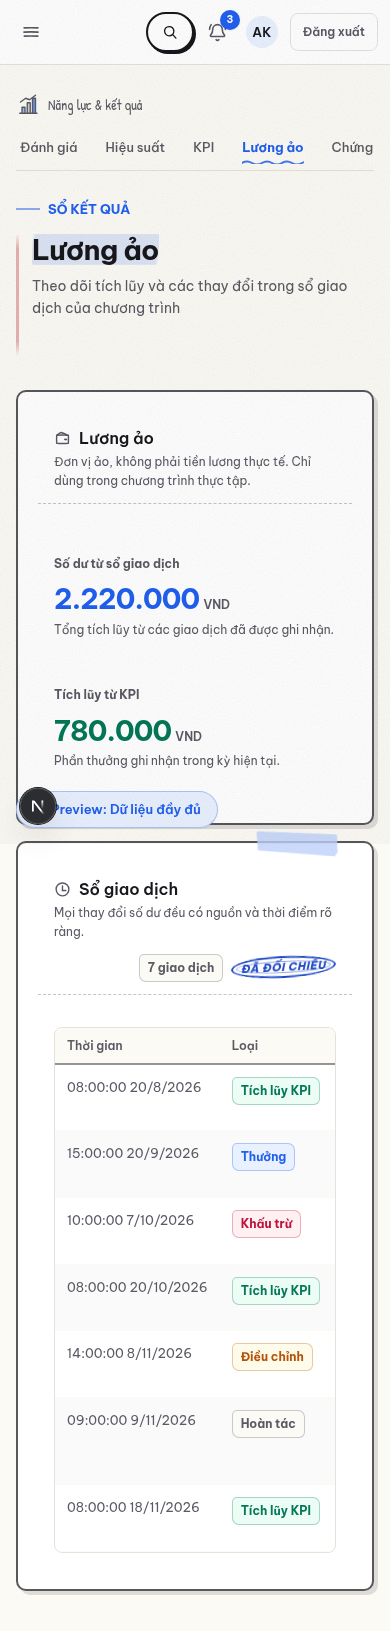 3
AK
Đăng xuất
Năng lực & kết quả
Đánh giá Hiệu suất KPI Lương ảo Chứng
SỔ KẾT QUẢ
Lương ảo
Theo dõi tích lũy và các thay đổi trong sổ giao
dịch của chương trình
Lương ảo
Đơn vị ảo, không phải tiền lương thực tế. Chỉ
dùng trong chương trình thực tập.
Số dư từ sổ giao dịch
2.220.000 VND
Tổng tích lũy từ các giao dịch đã được ghi nhận.
Tích lũy từ KPI
780.000 VND
Phần thưởng ghi nhận trong kỳ hiện tại.
N
Preview: Dữ liệu đầy đủ
Sổ giao dịch
Mọi thay đổi số dư đều có nguồn và thời điểm rõ
ràng.
7 giao dịch ĐÃ ĐỐI CHIẾU
Thời gian Loại
08:00:00 20/8/2026 Tích lũy KPI
15:00:00 20/9/2026 Thưởng
10:00:00 7/10/2026 Khấu trừ
08:00:00 20/10/2026 Tích lũy KPI
14:00:00 8/11/2026 Điều chỉnh
09:00:00 9/11/2026 Hoàn tác
08:00:00 18/11/2026 Tích lũy KPI